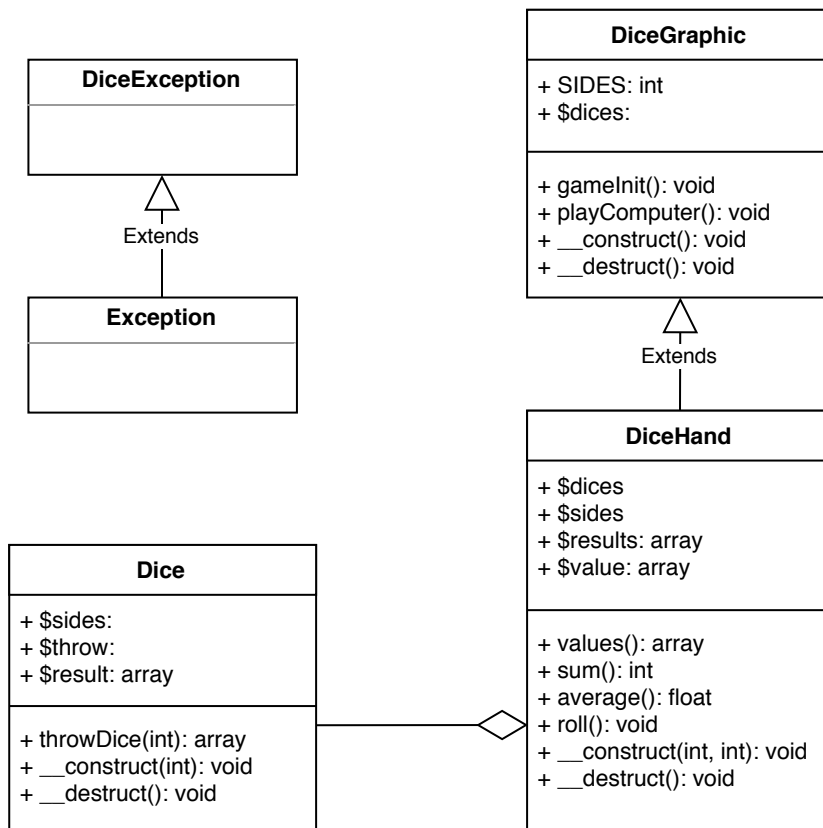 DiceException
Extends
Exception
DiceGraphic
+ SIDES: int
+ $dices:
+ gameInit(): void
+ playComputer(): void
+ __construct(): void
+ __destruct(): void
Extends
DiceHand
+ $dices
+ $sides
+ $results: array
+ $value: array
+ values(): array
+ sum(): int
+ average(): float
+ roll(): void
+ __construct(int, int): void
+ __destruct(): void
Dice
+ $sides:
+ $throw:
+ $result: array
+ throwDice(int): array
+ __construct(int): void
+ __destruct(): void